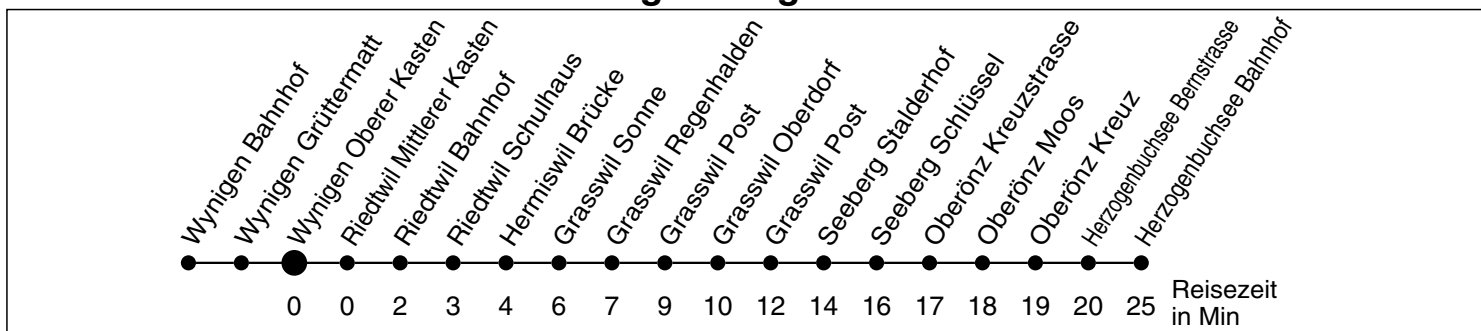 Wynigen Bahnhof
Wynigen Grüttermatt
Wynigen Oberer Kasten
Riedtwil Mittlerer Kasten
Riedtwil Bahnhof
Riedtwil Schulhaus
Hermiswil Brücke
Grasswil Sonne
Grasswil Regenhalden
Grasswil Post
Grasswil Oberdorf
Grasswil Post
Seeberg Stalderhof
Seeberg Schlüssel
Oberönz Kreuzstrasse
Oberönz Moos
Oberönz Kreuz
Herzogenbuchsee Bernstrasse
Herzogenbuchsee Bahnhof
0 0 2 3 4 6 7 9 10 12 14 16 17 18 19 20 25 Reisezeit
in Min